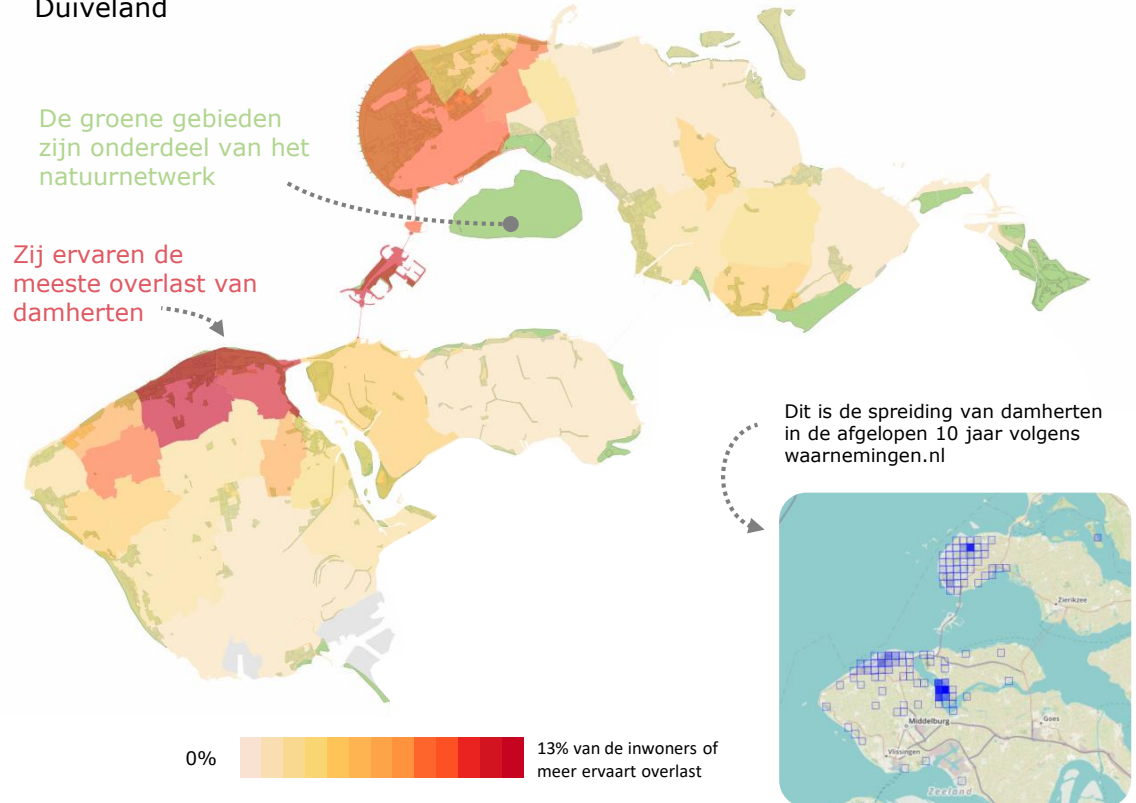 Duiveland
De groene gebieden
zijn onderdeel van het
natuurnetwerk
Zij ervaren de
meeste overlast van
damherten
Dit is de spreiding van damherten
in de afgelopen 10 jaar volgens
waarnemingen.nl
Zierikzee
Middelburg
Goes
Vlissingen
Zeeland
0%
13% van de inwoners of
meer ervaart overlast